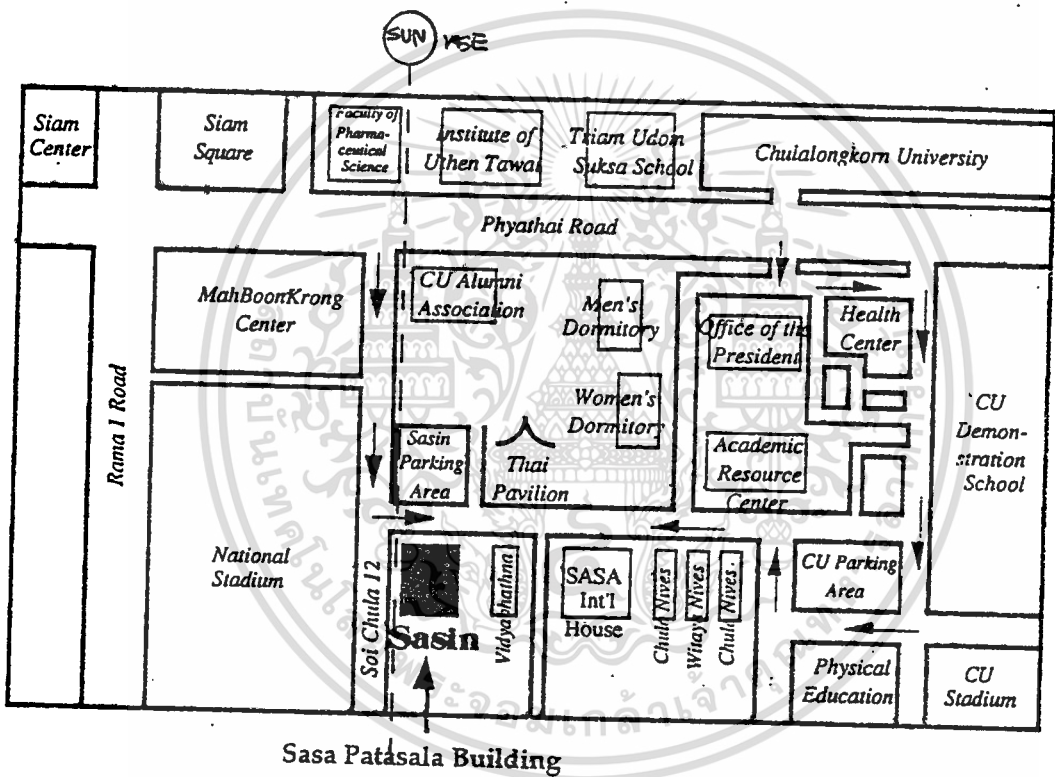 SUN RISE
Siam
Center
Siam
Square
Faculty of
Pharma-
ceutical
Science
Institute of
Uthen Tawai
Triam Udom
Suksa School
Chulalongkorn University
Phyathai Road
MahBoonKrong
Center
CU Alumni
Association
Men's
Dormitory
Office of the
President
Health
Center
Rama I Road
Women's
Dormitory
CU
Demon-
stration
School
Sasin
Parking
Area
Thai
Pavilion
Academic
Resource
Center
National
Stadium
Soi Chula 12
Sasin
Vidyabhathna
SASA
Int'l
House
Chula Nives
Witaya Nives
Chula Nives
CU Parking
Area
Physical
Education
CU
Stadium
Sasa Patasala Building